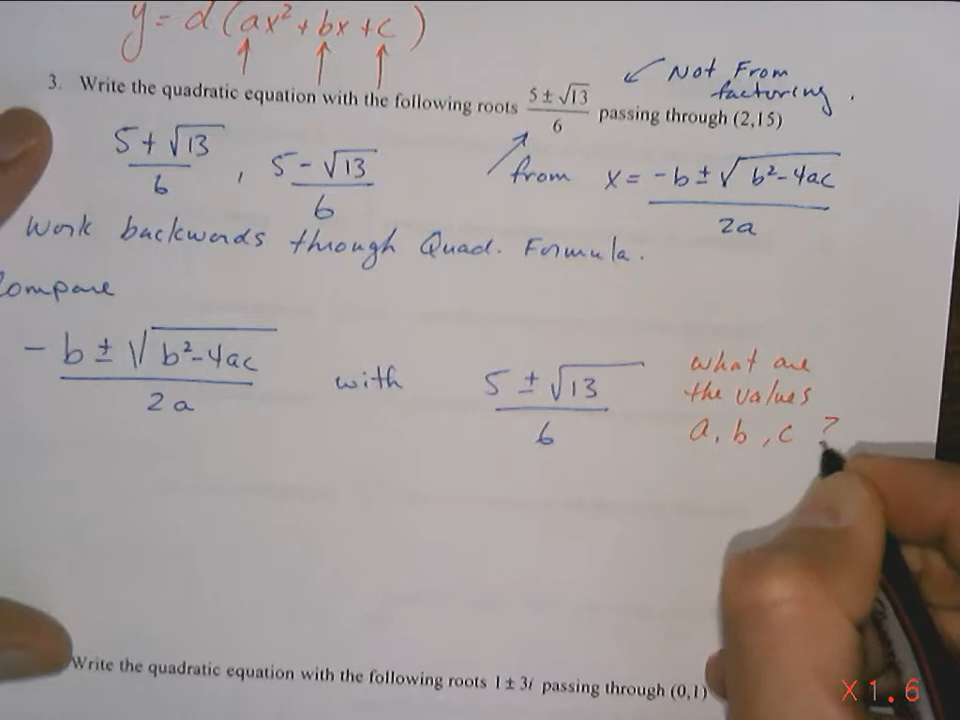 y = d(ax² + bx + c)
Not From
factoring.
3. Write the quadratic equation with the following roots (5 ± √13)/6 passing through (2,15)
(5 + √13)/6 , (5 - √13)/6
from x = (-b ± √(b²-4ac))/2a
Work backwords through Quad. Formula.
Compare
(-b ± √(b²-4ac))/2a with (5 ± √13)/6
what are
the values
a, b, c ?
Write the quadratic equation with the following roots 1 ± 3i passing through (0,1)
X1.6